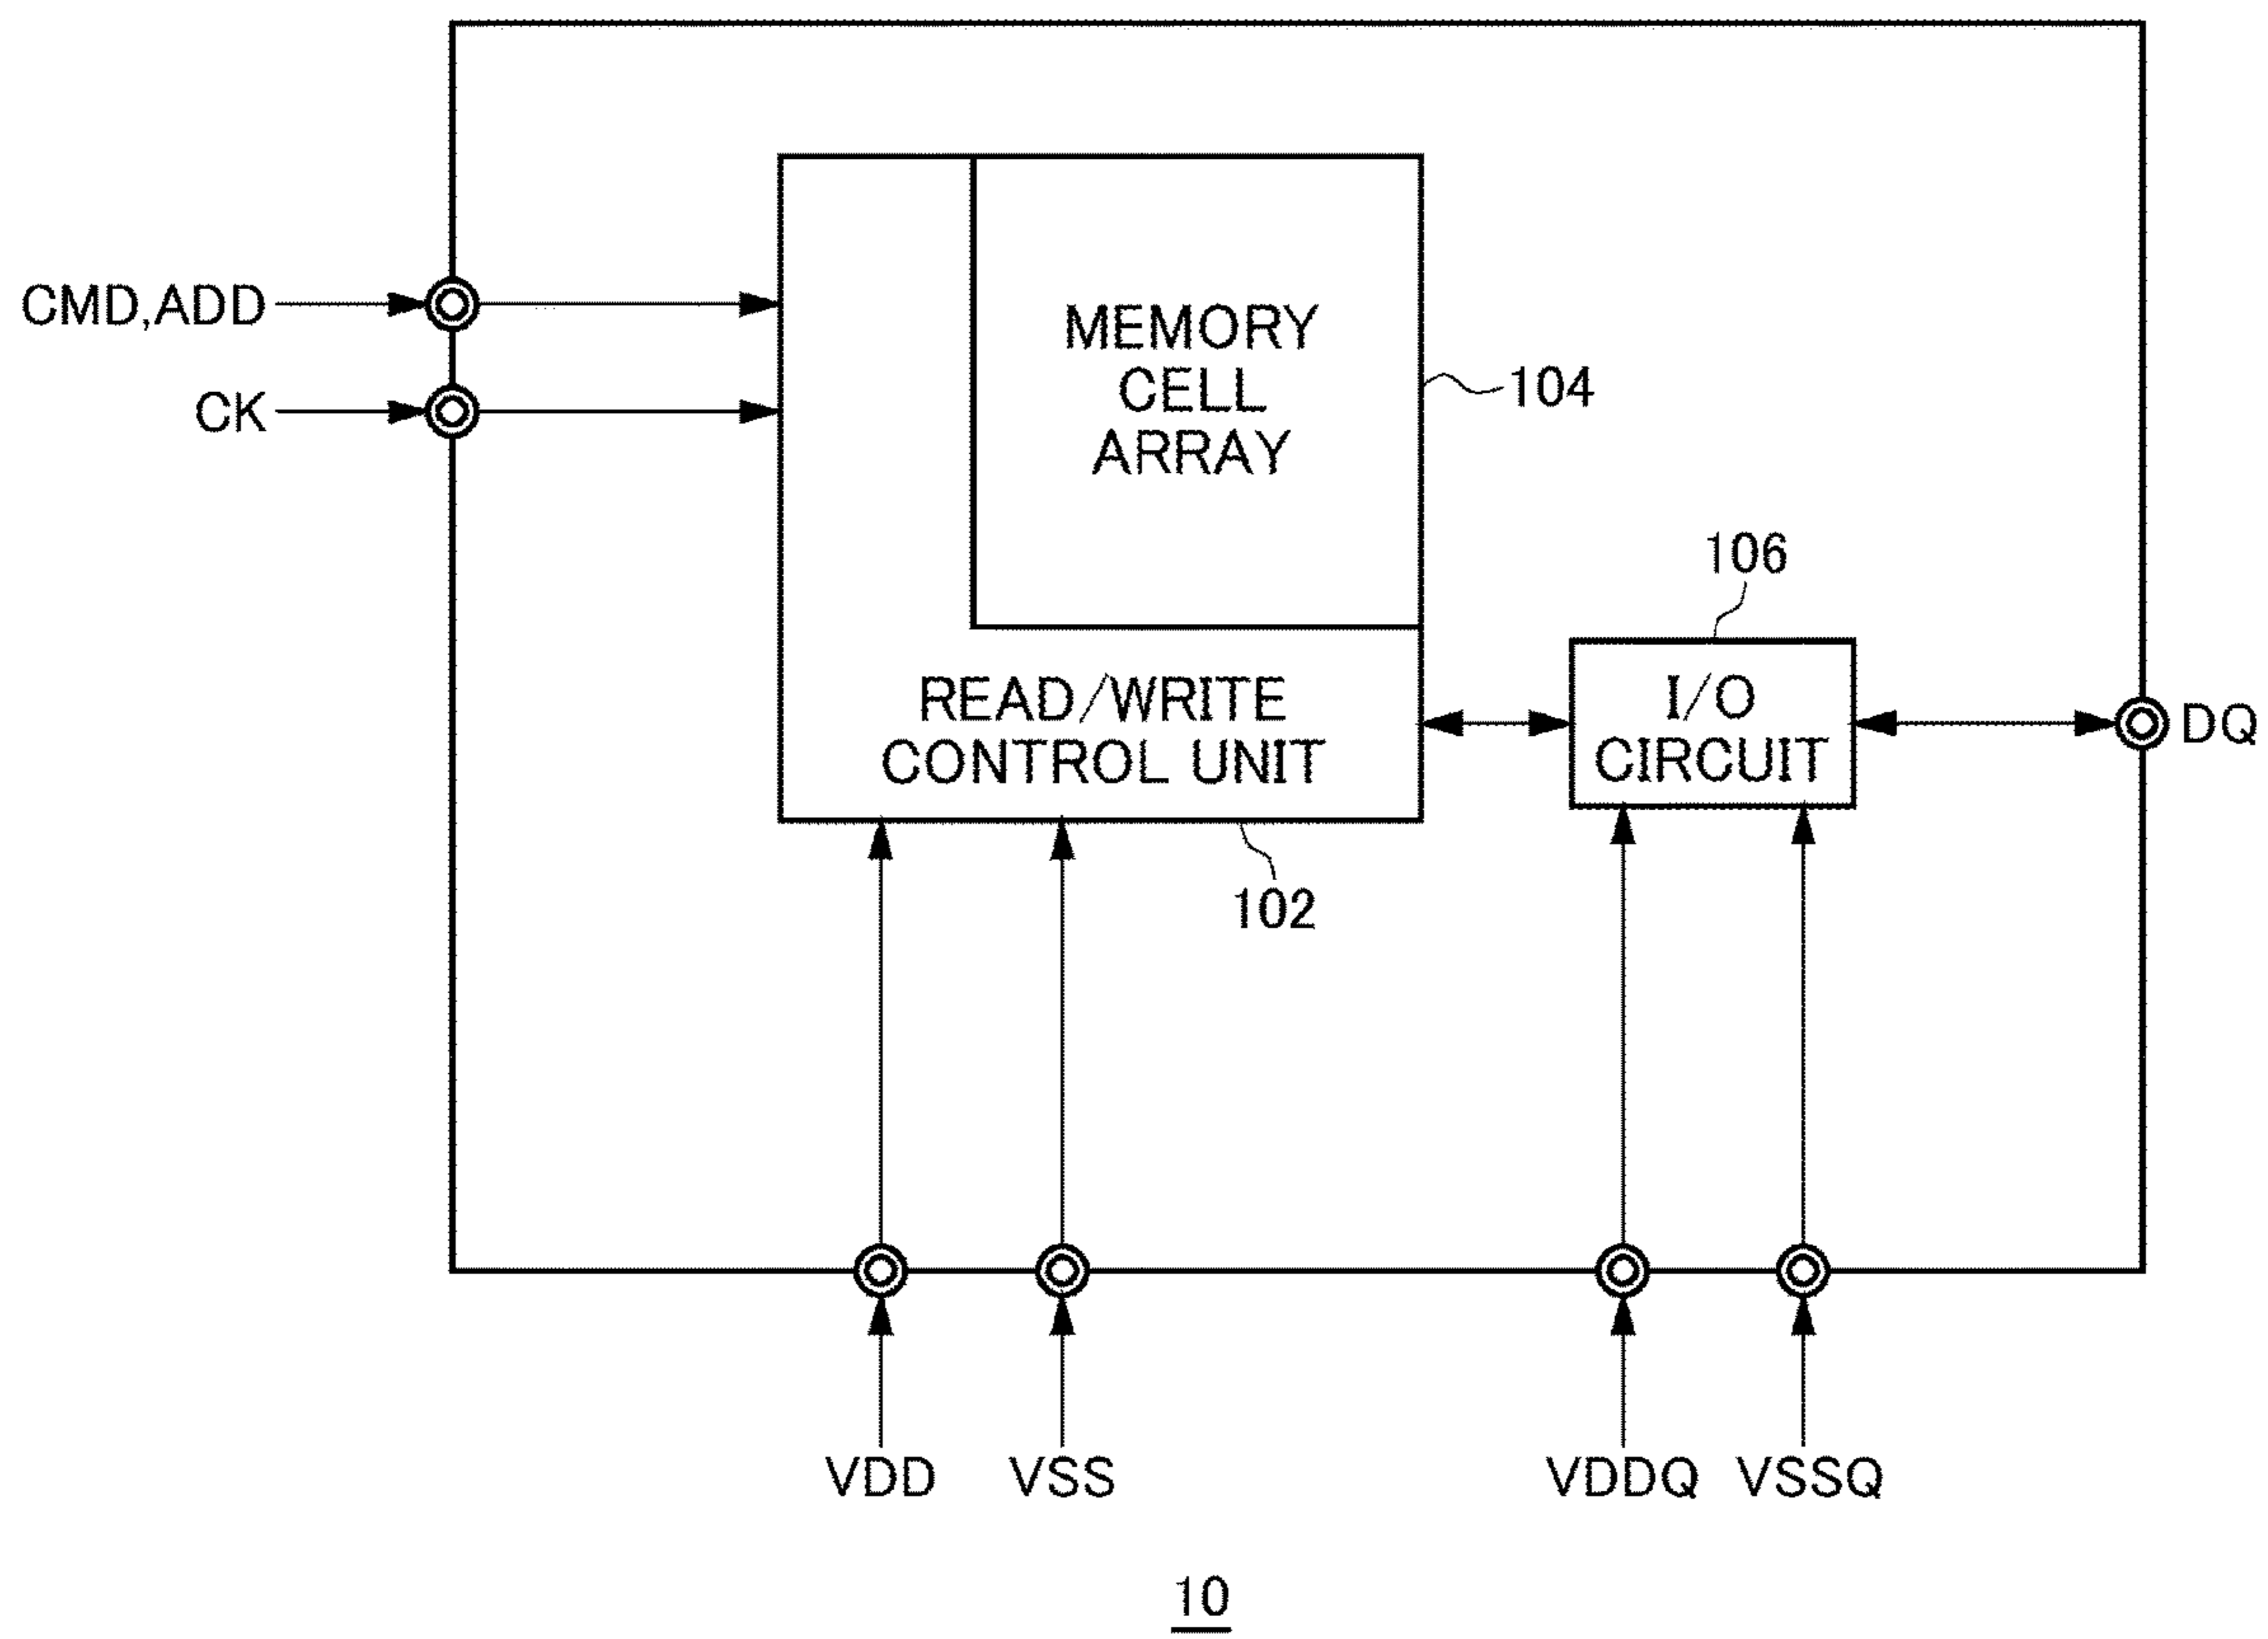 CMD,ADD
CK
MEMORY
CELL
ARRAY
104
106
READ/WRITE
CONTROL UNIT
I/O
CIRCUIT
DQ
102
VDD
VSS
VDDQ
VSSQ
10